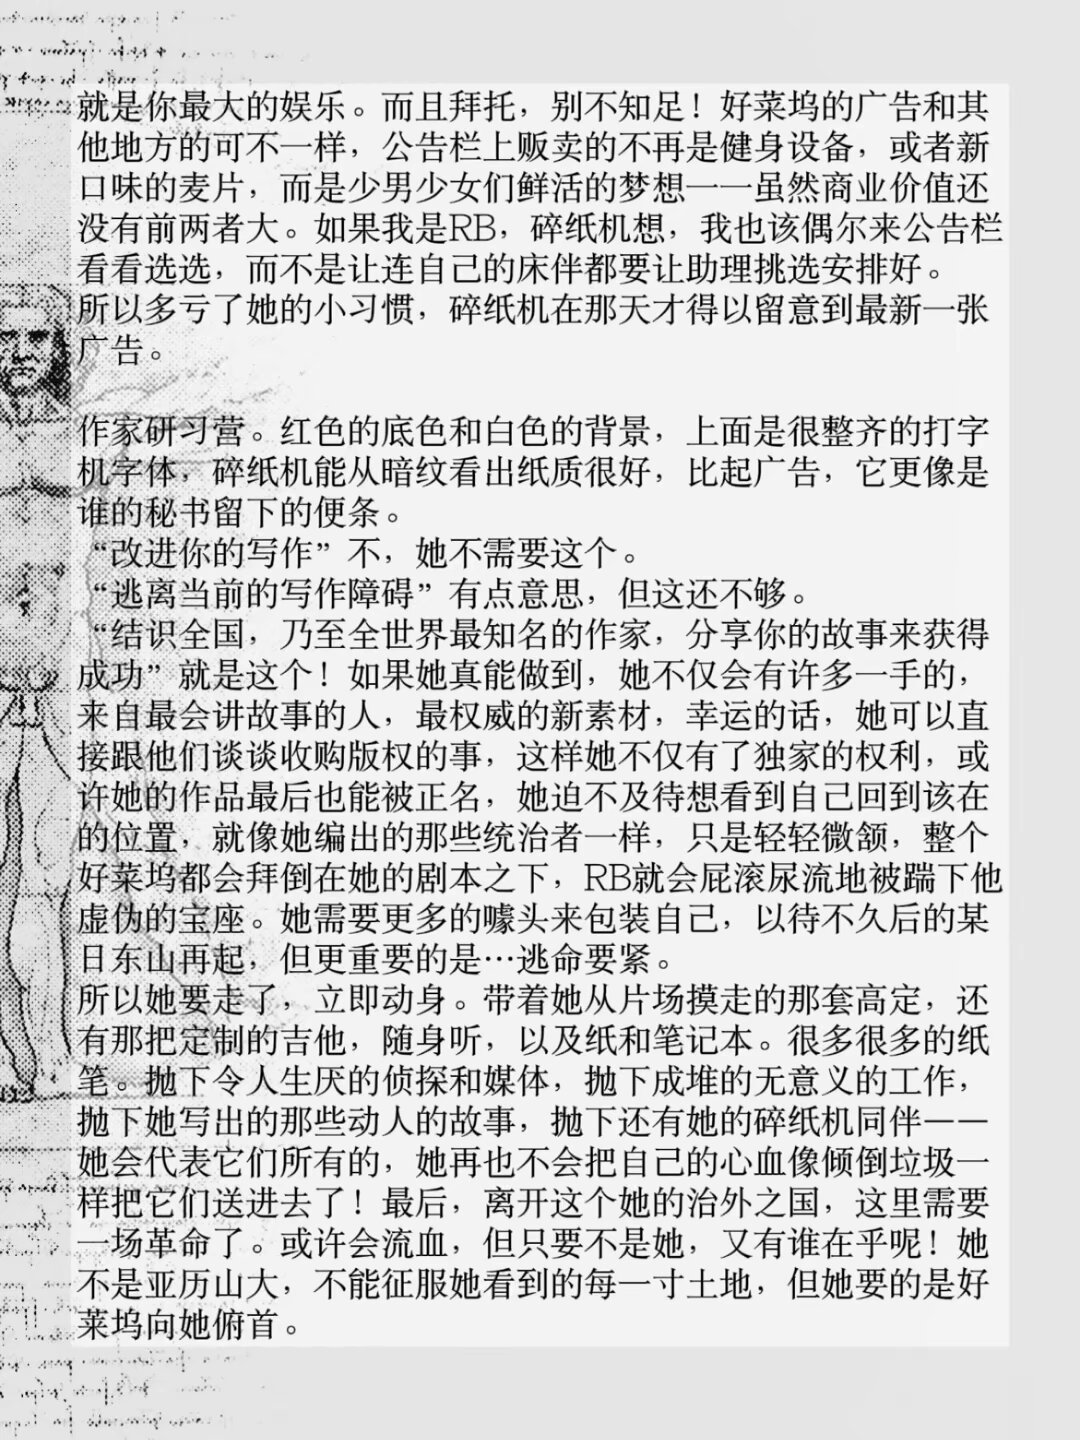 就是你最大的娱乐。而且拜托，别不知足！好菜坞的广告和其
他地方的可不一样，公告栏上贩卖的不再是健身设备，或者新
口味的麦片，而是少男少女们鲜活的梦想——虽然商业价值还
没有前两者大。如果我是RB，碎纸机想，我也该偶尔来公告栏
看看选选，而不是让连自己的床伴都要让助理挑选安排好。
所以多亏了她的小习惯，碎纸机在那天才得以留意到最新一张
广告。
作家研习营。红色的底色和白色的背景，上面是很整齐的打字
机字体，碎纸机能从暗纹看出纸质很好，比起广告，它更像是
谁的秘书留下的便条。
“改进你的写作”不，她不需要这个。
“逃离当前的写作障碍”有点意思，但这还不够。
“结识全国，乃至全世界最知名的作家，分享你的故事来获得
成功”就是这个！如果她真能做到，她不仅会有许多一手的，
来自最会讲故事的人，最权威的新素材，幸运的话，她可以直
接跟他们谈谈收购版权的事，这样她不仅有了独家的权利，或
许她的作品最后也能被正名，她迫不及待想看到自己回到该在
的位置，就像她编出的那些统治者一样，只是轻轻微颔，整个
好菜坞都会拜倒在她的剧本之下，RB就会屁滚尿流地被踹下他
虚伪的宝座。她需要更多的噱头来包装自己，以待不久后的某
日东山再起，但更重要的是…逃命要紧。
所以她要走了，立即动身。带着她从片场摸走的那套高定，还
有那把定制的吉他，随身听，以及纸和笔记本。很多很多的纸
笔。抛下令人生厌的侦探和媒体，抛下成堆的无意义的工作，
抛下她写出的那些动人的故事，抛下还有她的碎纸机同伴——
她会代表它们所有的，她再也不会把自己的心血像倾倒垃圾一
样把它们送进去了！最后，离开这个她的治外之国，这里需要
一场革命了。或许会流血，但只要不是她，又有谁在乎呢！她
不是亚历山大，不能征服她看到的每一寸土地，但她要的是好
莱坞向她俯首。